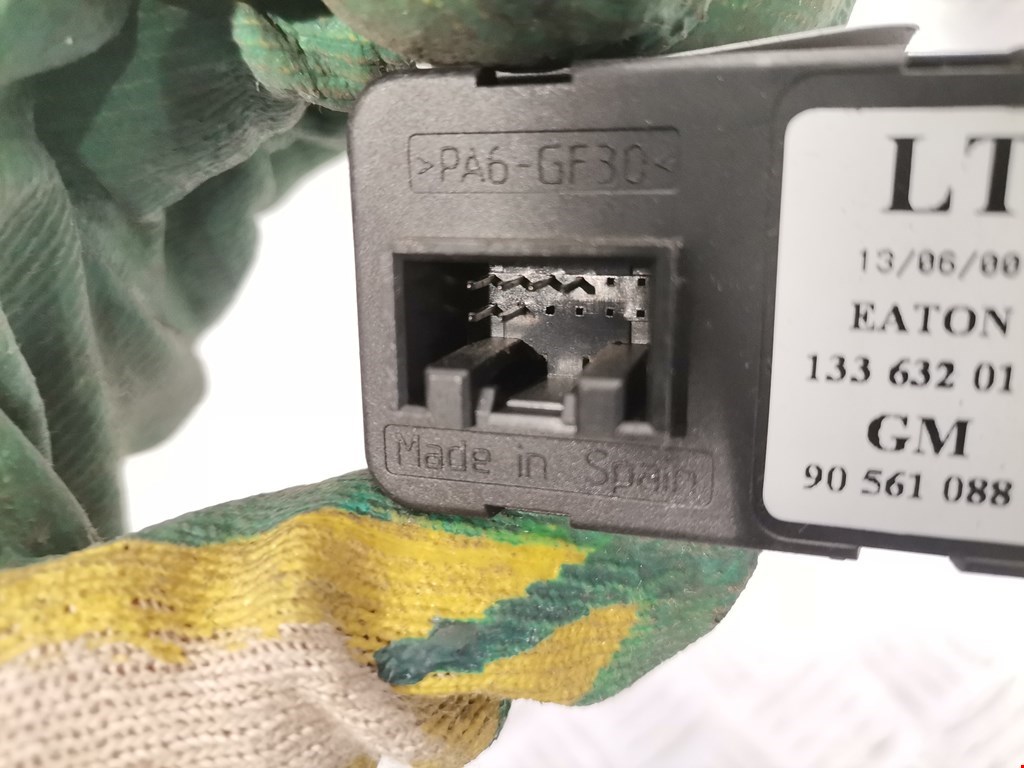 >PA6-GF30<
Made in Spain
LT
13/06/00
EATON
133 632 01
GM
90 561 088